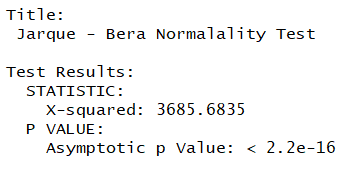 Title:
Jarque - Bera Normalality Test
Test Results:
STATISTIC:
X-squared: 3685.6835
P VALUE:
Asymptotic p Value: < 2.2e-16